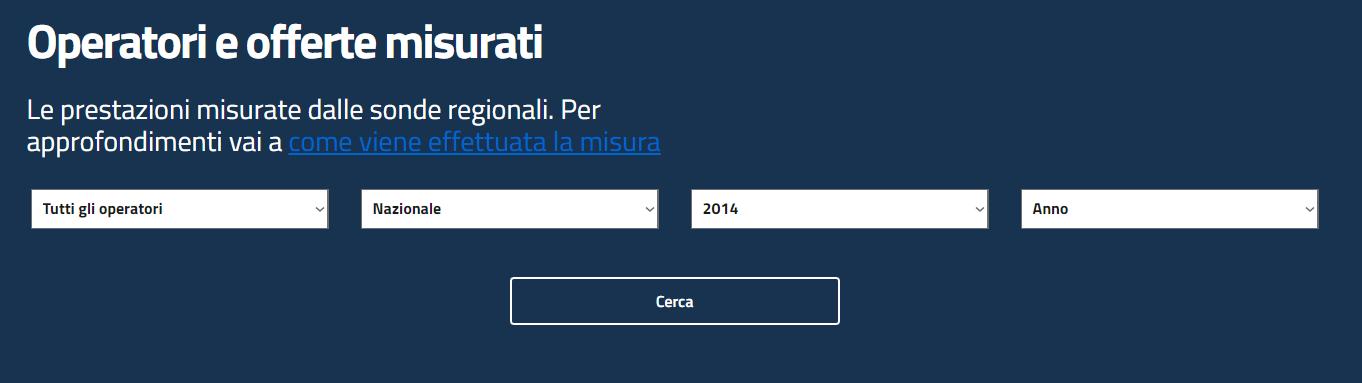 Operatori e offerte misurati
Le prestazioni misurate dalle sonde regionali. Per
approfondimenti vai a come viene effettuata la misura
Tutti gli operatori
Nazionale
2014
Anno
Cerca